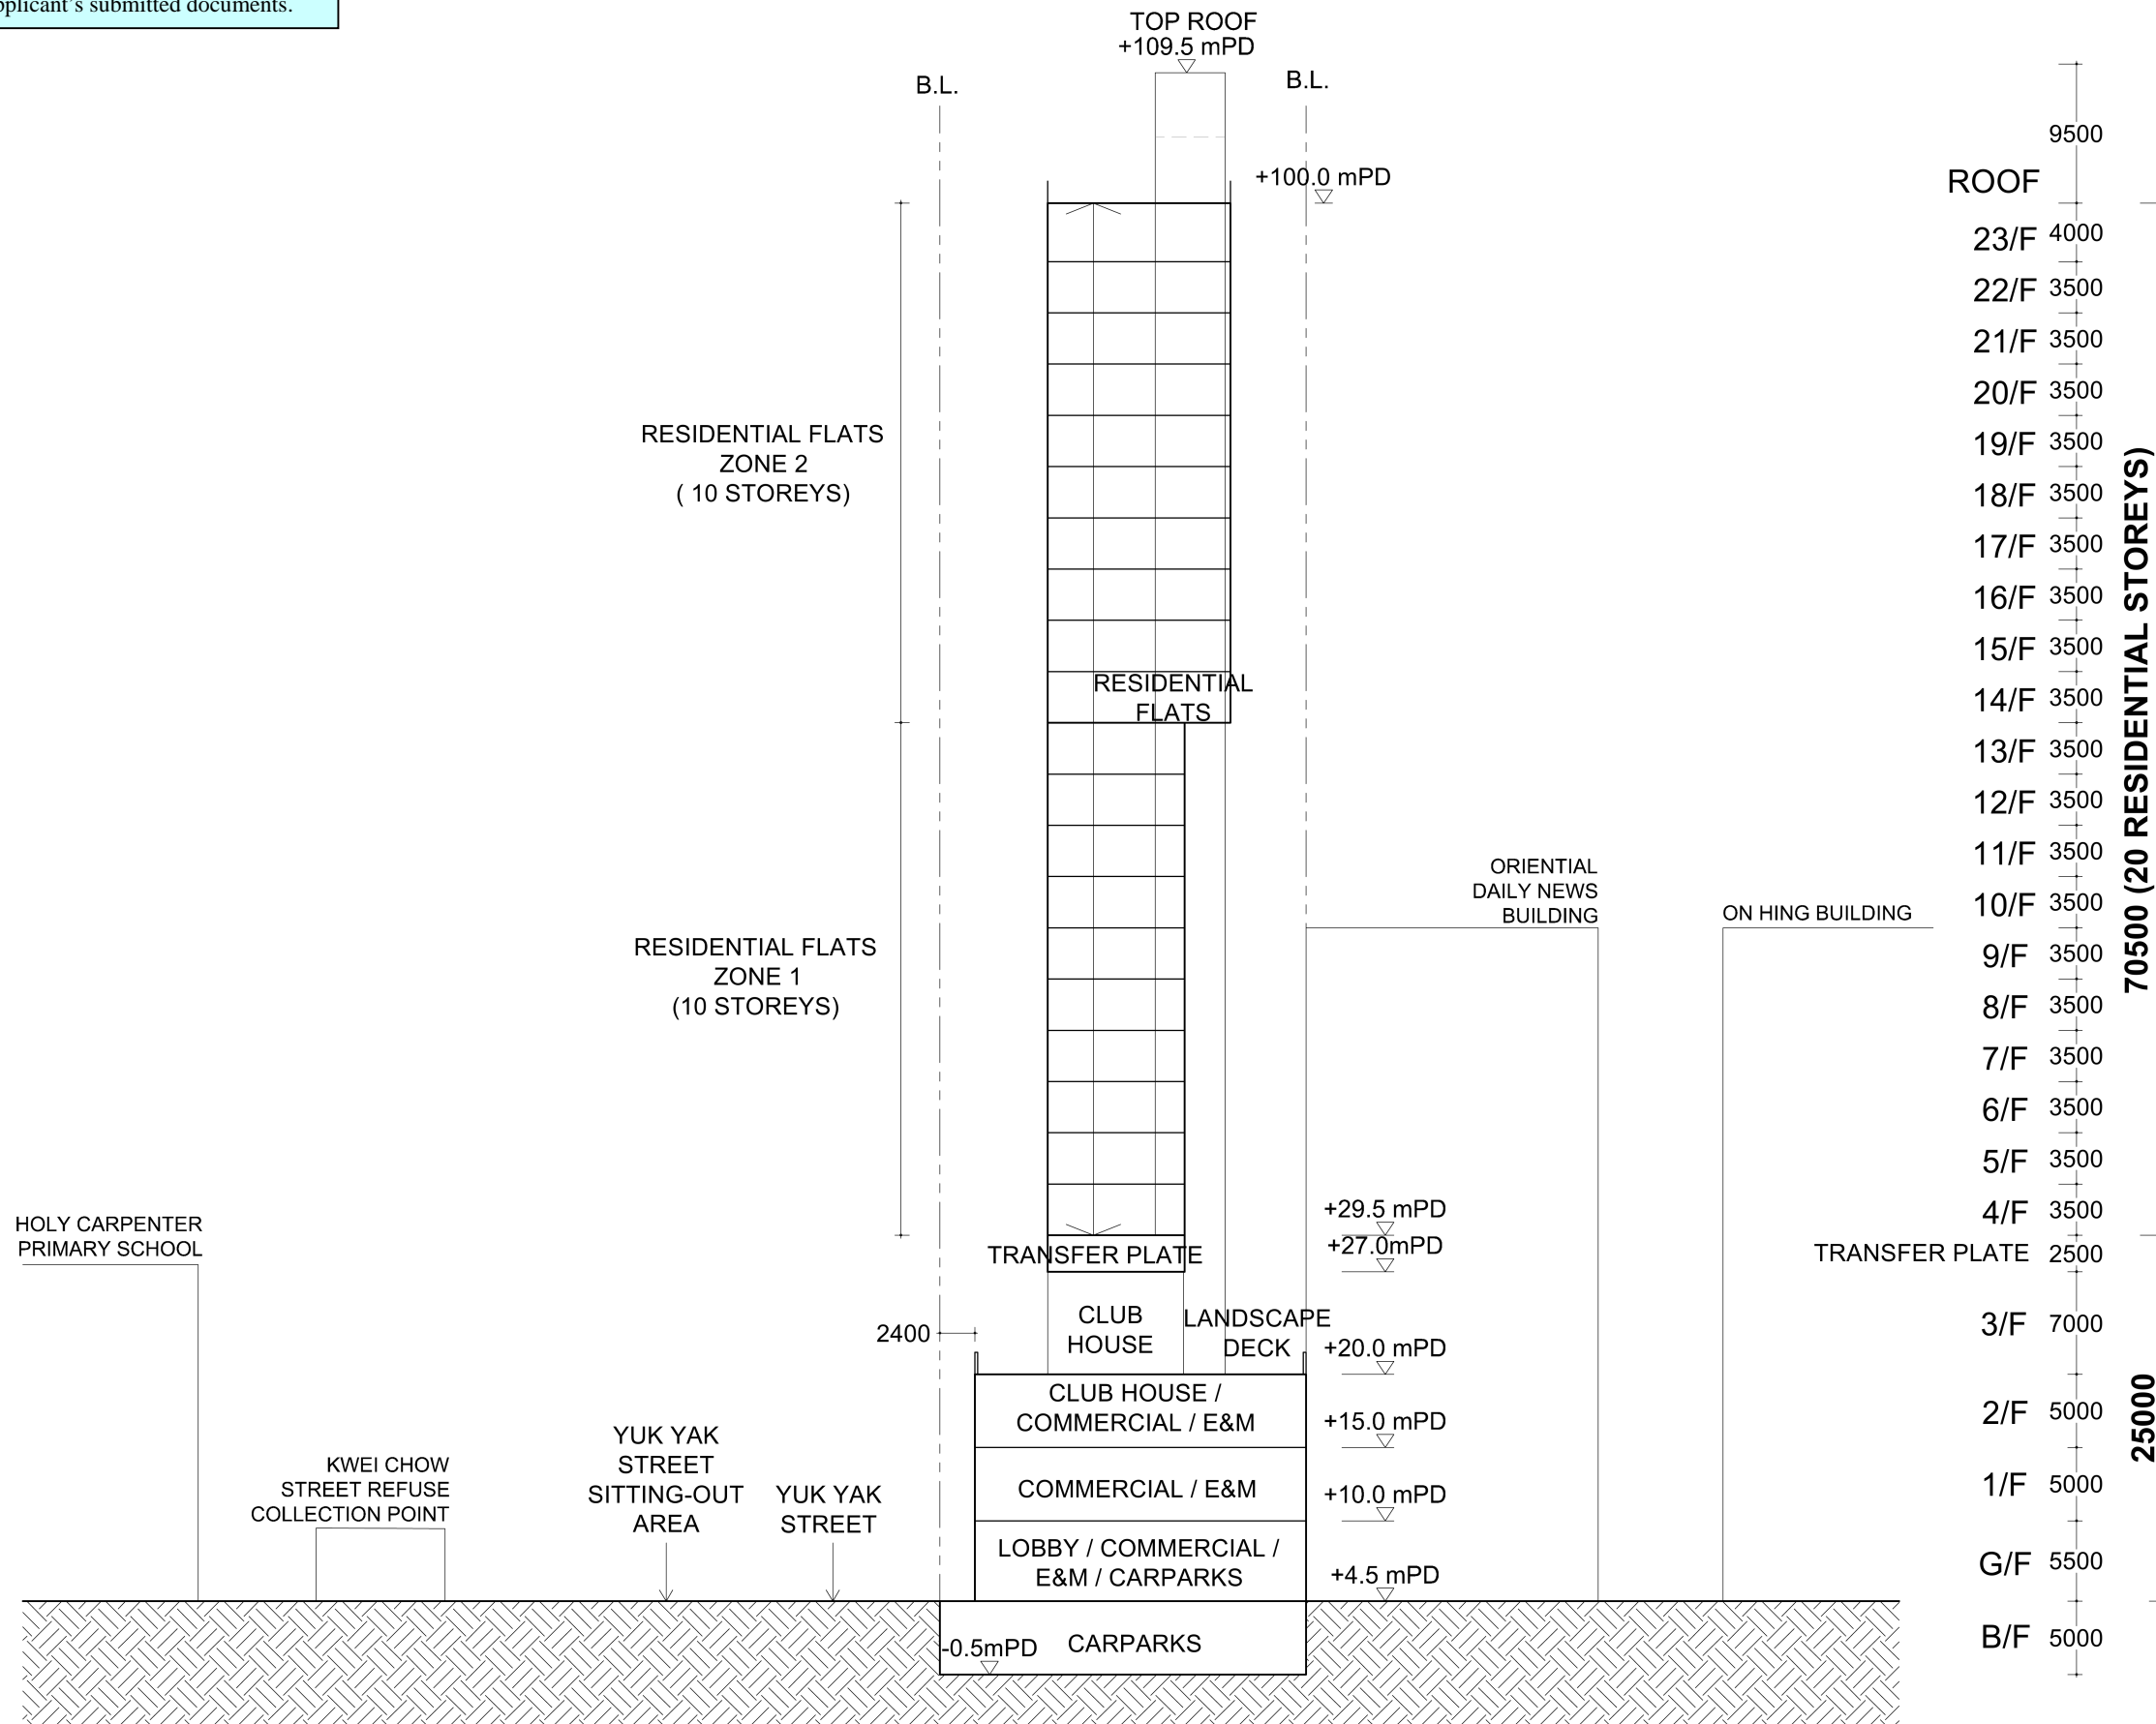 applicant's submitted documents.
TOP ROOF
+109.5 mPD
B.L.
B.L.
+100.0 mPD
RESIDENTIAL FLATS
ZONE 2
( 10 STOREYS)
RESIDENTIAL
FLATS
RESIDENTIAL FLATS
ZONE 1
(10 STOREYS)
ORIENTIAL
DAILY NEWS
BUILDING
ON HING BUILDING
HOLY CARPENTER
PRIMARY SCHOOL
+29.5 mPD
+27.0mPD
TRANSFER PLATE
CLUB
HOUSE
LANDSCAPE
DECK
2400
+20.0 mPD
CLUB HOUSE /
COMMERCIAL / E&M
+15.0 mPD
COMMERCIAL / E&M
+10.0 mPD
LOBBY / COMMERCIAL /
E&M / CARPARKS
+4.5 mPD
CARPARKS
-0.5mPD
KWEI CHOW
STREET REFUSE
COLLECTION POINT
YUK YAK
STREET
SITTING-OUT
AREA
YUK YAK
STREET
9500
ROOF
23/F 4000
22/F 3500
21/F 3500
20/F 3500
19/F 3500
18/F 3500
17/F 3500
16/F 3500
15/F 3500
14/F 3500
13/F 3500
12/F 3500
11/F 3500
10/F 3500
9/F 3500
8/F 3500
7/F 3500
6/F 3500
5/F 3500
4/F 3500
TRANSFER PLATE 2500
3/F 7000
2/F 5000
1/F 5000
G/F 5500
B/F 5000
70500 (20 RESIDENTIAL STOREYS)
25000